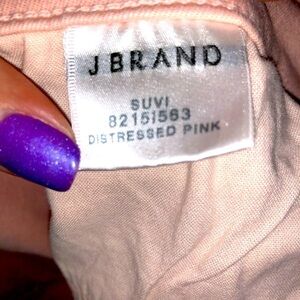 J BRAND
SUVI
8215I563
DISTRESSED PINK